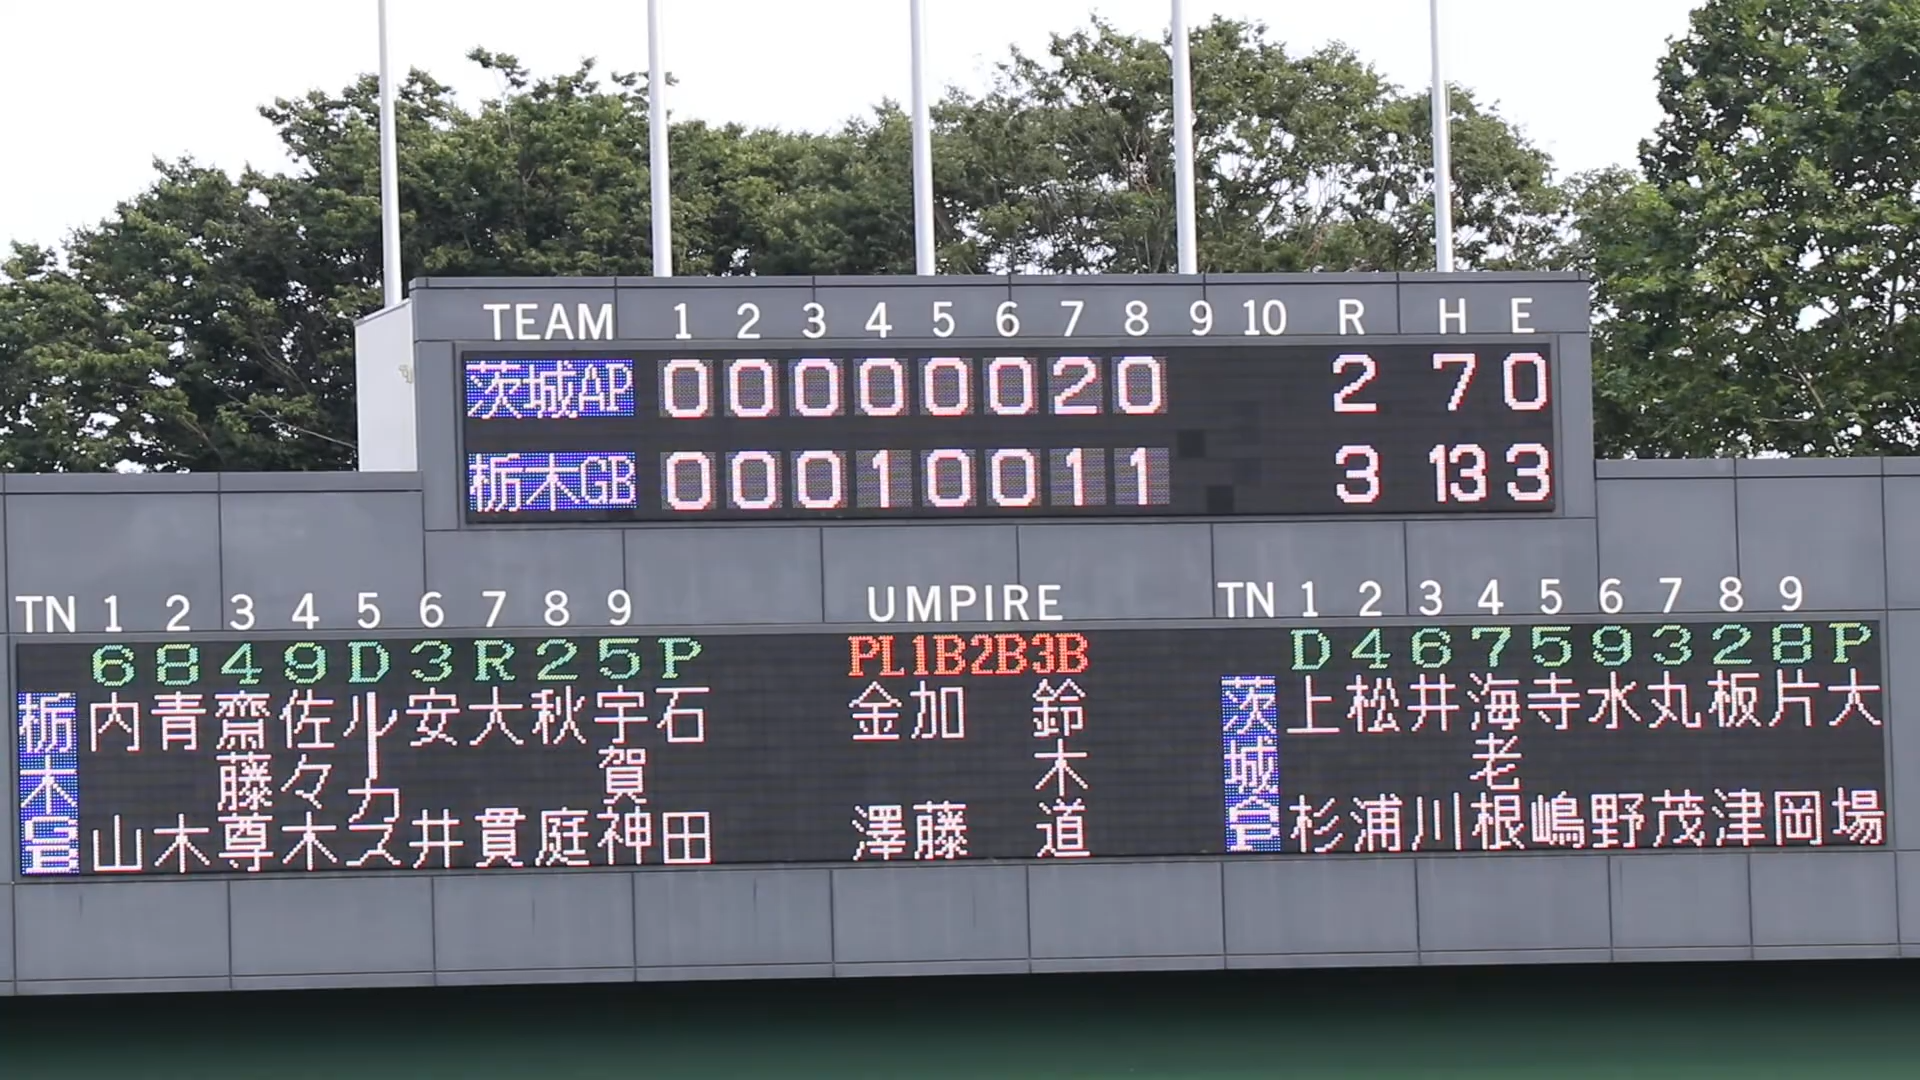 TEAM 1 2 3 4 5 6 7 8 9 10 R H E
茨城AP 0 0 0 0 0 0 2 0 2 7 0
栃木GB 0 0 0 1 0 0 1 1 3 13 3
TN 1 2 3 4 5 6 7 8 9
6 8 4 9 D 3 R 2 5 P
栃木GB
内山
青木
齋藤尊
佐々木
ルーカス
安井
大貫
秋庭
宇賀神
石田
UMPIRE
PL 1B 2B 3B
金澤
加藤
鈴木道
TN 1 2 3 4 5 6 7 8 9
D 4 6 7 5 9 3 2 8 P
茨城
上杉
松浦
井川
海老根
寺嶋
水野
丸茂
板津
片岡
大場